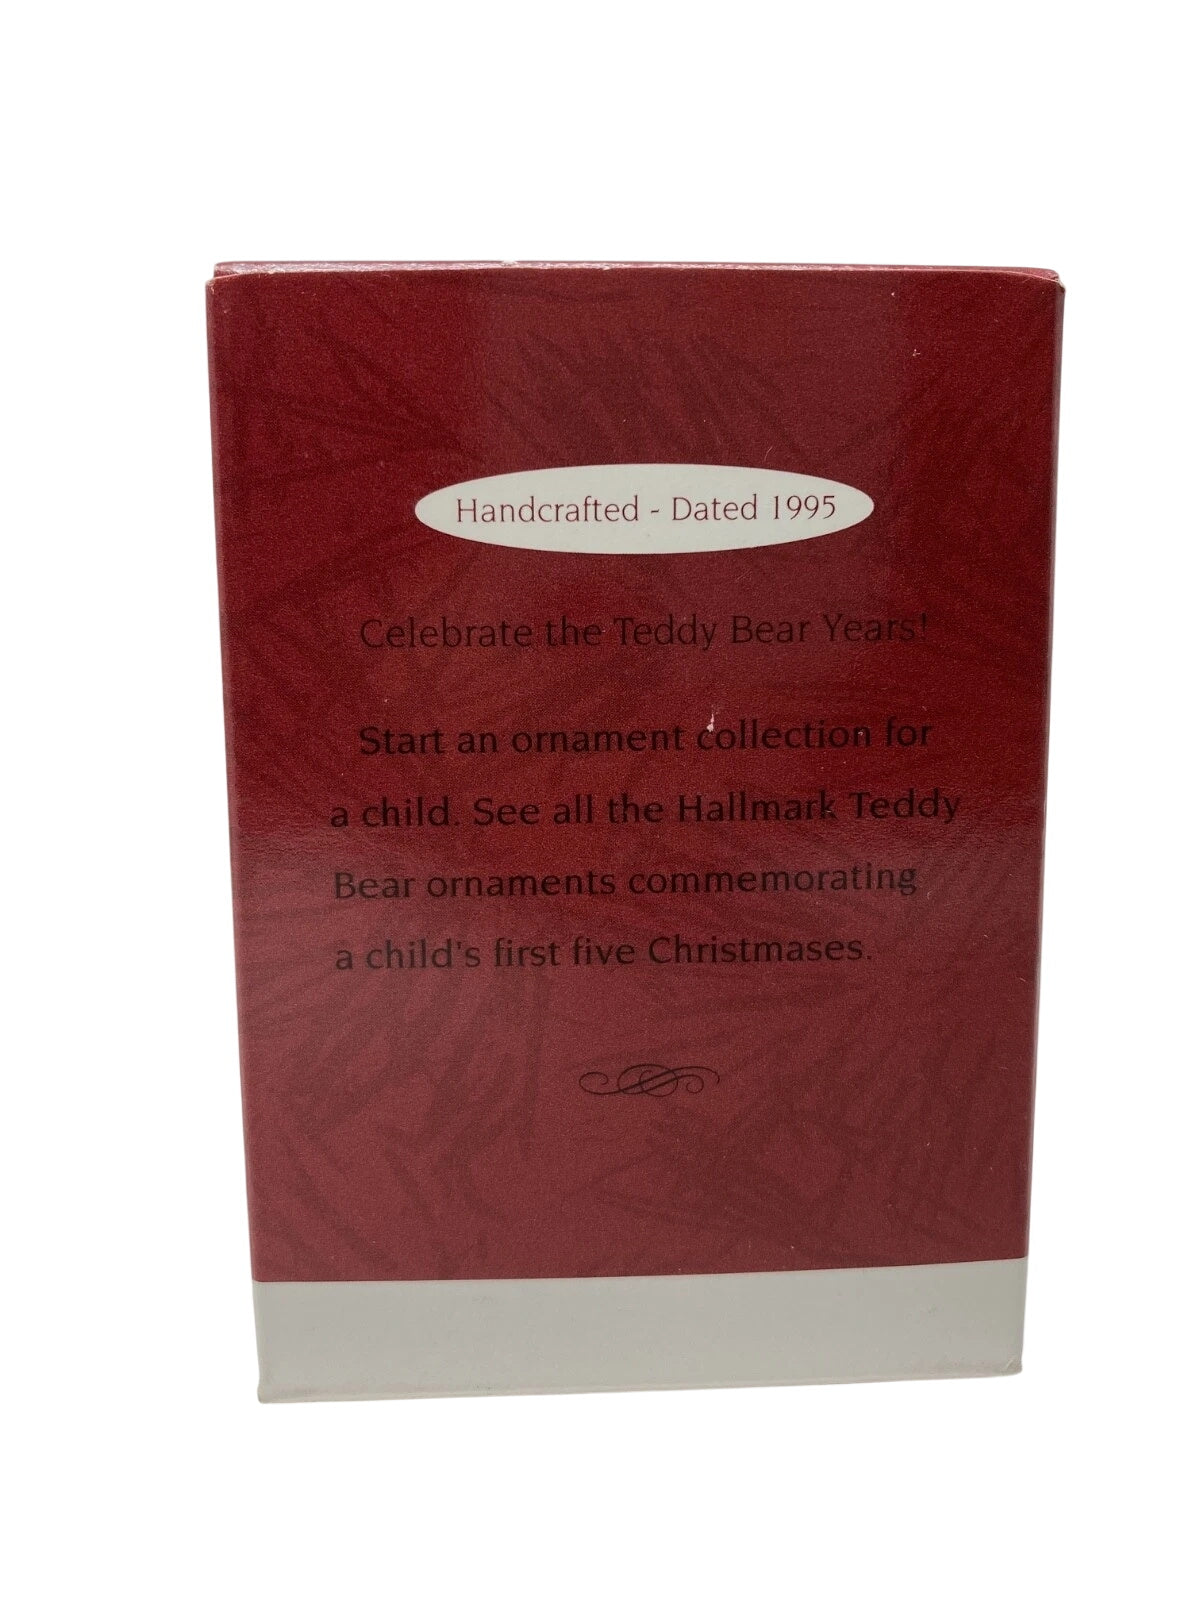 Handcrafted - Dated 1995
Celebrate the Teddy Bear Years!
Start an ornament collection for
a child. See all the Hallmark Teddy
Bear ornaments commemorating
a child's first five Christmases.